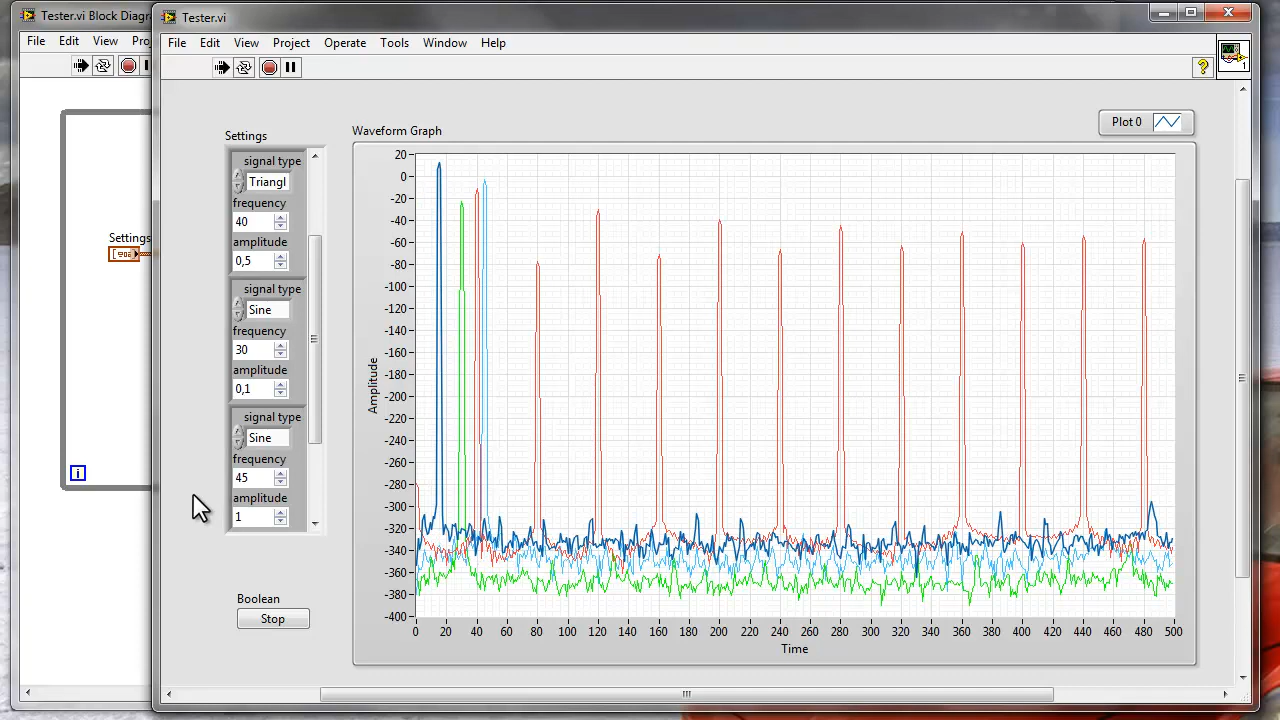 Tester.vi Block Diagra
File Edit View Pro
Settings
i
Tester.vi
File Edit View Project Operate Tools Window Help
?
1
Settings
signal type
Triangl
frequency
40
amplitude
0,5
signal type
Sine
frequency
30
amplitude
0,1
signal type
Sine
frequency
45
amplitude
1
Boolean
Stop
Waveform Graph
Plot 0
Amplitude
20
0
-20
-40
-60
-80
-100
-120
-140
-160
-180
-200
-220
-240
-260
-280
-300
-320
-340
-360
-380
-400
0 20 40 60 80 100 120 140 160 180 200 220 240 260 280 300 320 340 360 380 400 420 440 460 480 500
Time